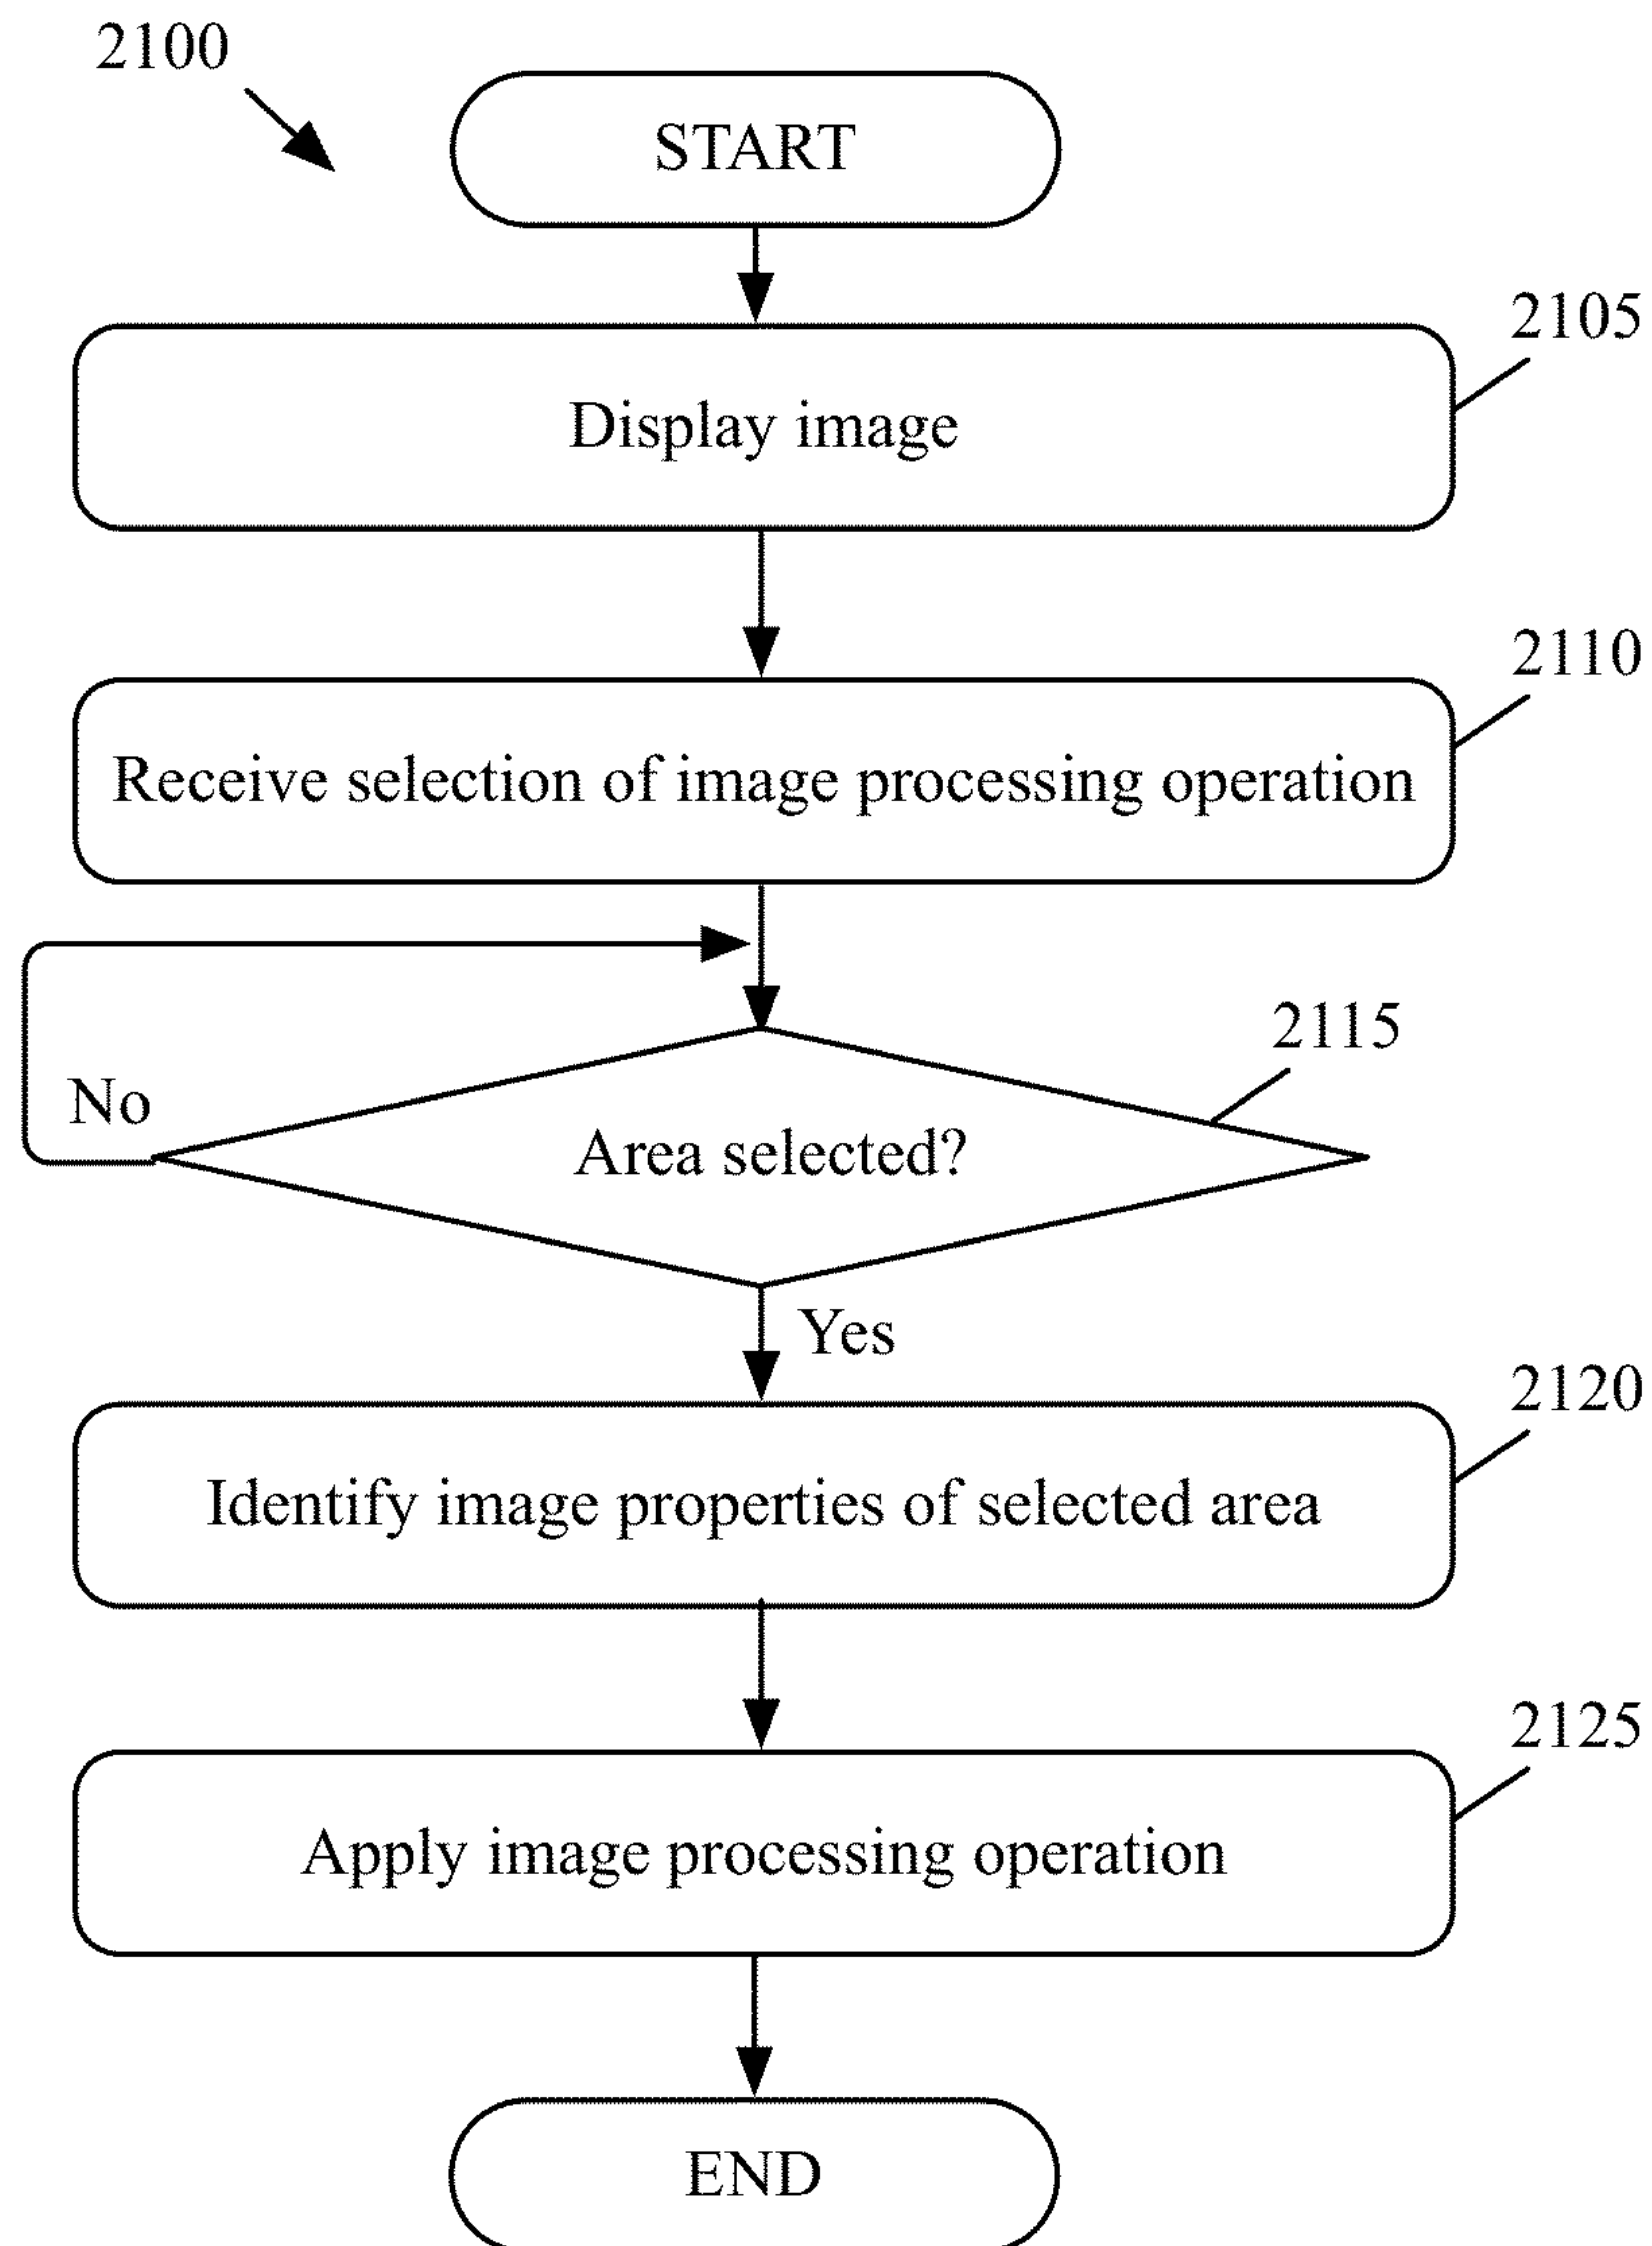 2100
START
2105
Display image
2110
Receive selection of image processing operation
2115
No
Area selected?
Yes
2120
Identify image properties of selected area
2125
Apply image processing operation
END